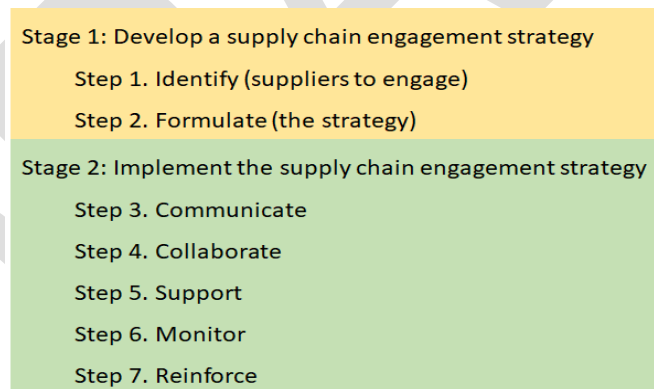 Stage 1: Develop a supply chain engagement strategy
Step 1. Identify (suppliers to engage)
Step 2. Formulate (the strategy)
Stage 2: Implement the supply chain engagement strategy
Step 3. Communicate
Step 4. Collaborate
Step 5. Support
Step 6. Monitor
Step 7. Reinforce